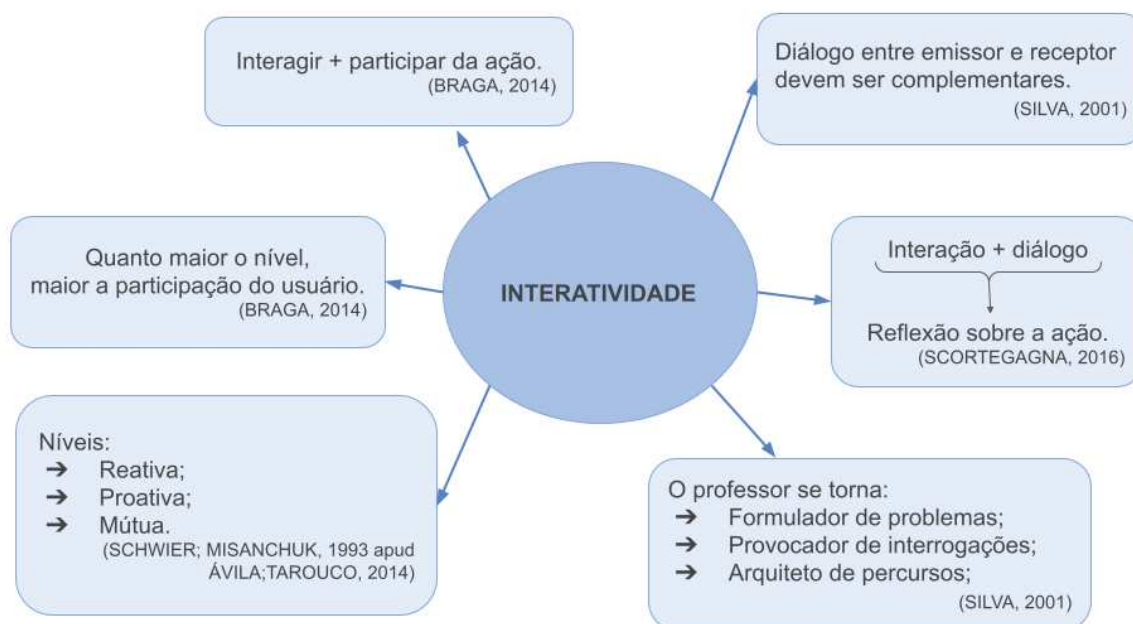 Interagir + participar da ação.
(BRAGA, 2014)
Diálogo entre emissor e receptor
devem ser complementares.
(SILVA, 2001)
Quanto maior o nível,
maior a participação do usuário.
(BRAGA, 2014)
INTERATIVIDADE
Interação + diálogo
Reflexão sobre a ação.
(SCORTEGAGNA, 2016)
Níveis:
➔ Reativa;
➔ Proativa;
➔ Mútua.
(SCHWIER; MISANCHUK, 1993 apud
ÁVILA;TAROUCO, 2014)
O professor se torna:
➔ Formulador de problemas;
➔ Provocador de interrogações;
➔ Arquiteto de percursos;
(SILVA, 2001)